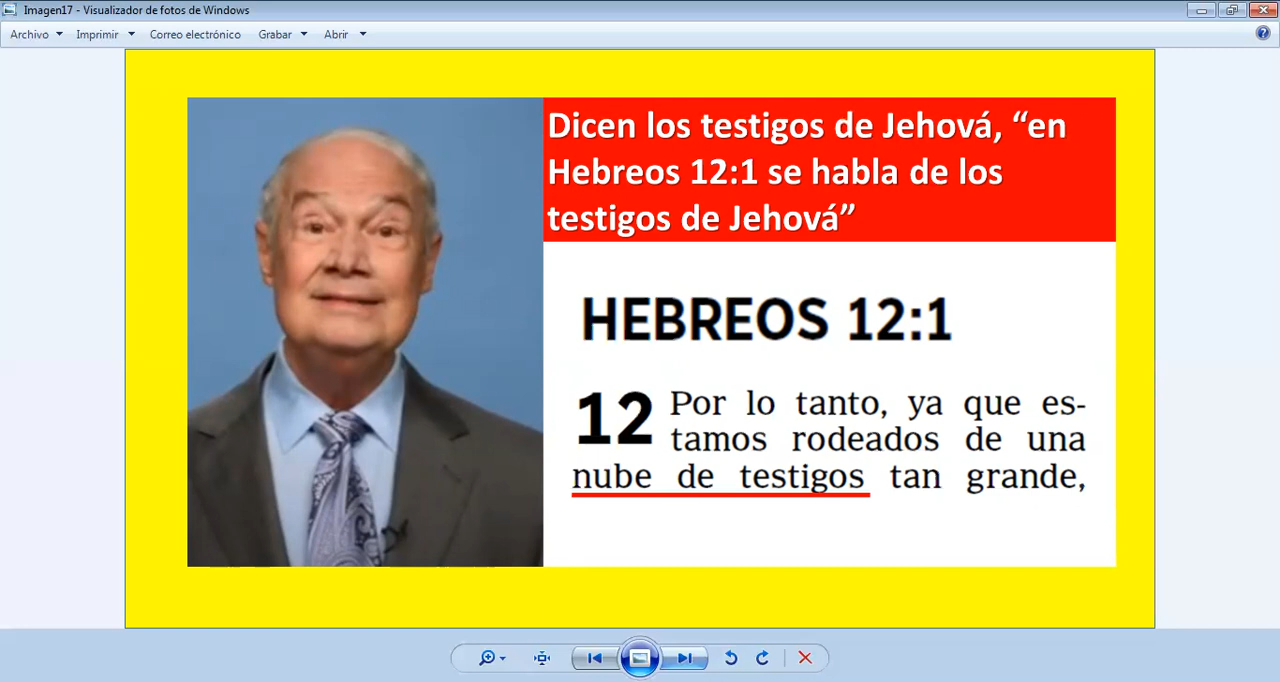 Imagen17 - Visualizador de fotos de Windows
Archivo Imprimir Correo electrónico Grabar Abrir
Dicen los testigos de Jehová, “en
Hebreos 12:1 se habla de los
testigos de Jehová”
HEBREOS 12:1
12 Por lo tanto, ya que es-
tamos rodeados de una
nube de testigos tan grande,